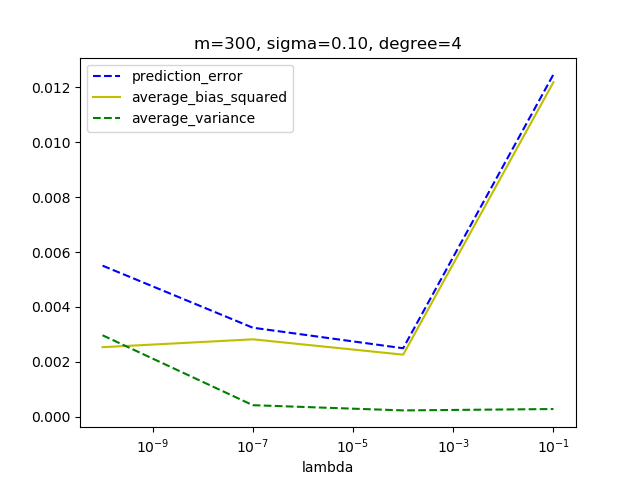 m=300, sigma=0.10, degree=4
prediction_error
average_bias_squared
average_variance
0.012
0.010
0.008
0.006
0.004
0.002
0.000
10⁻⁹ 10⁻⁷ 10⁻⁵ 10⁻³ 10⁻¹
lambda